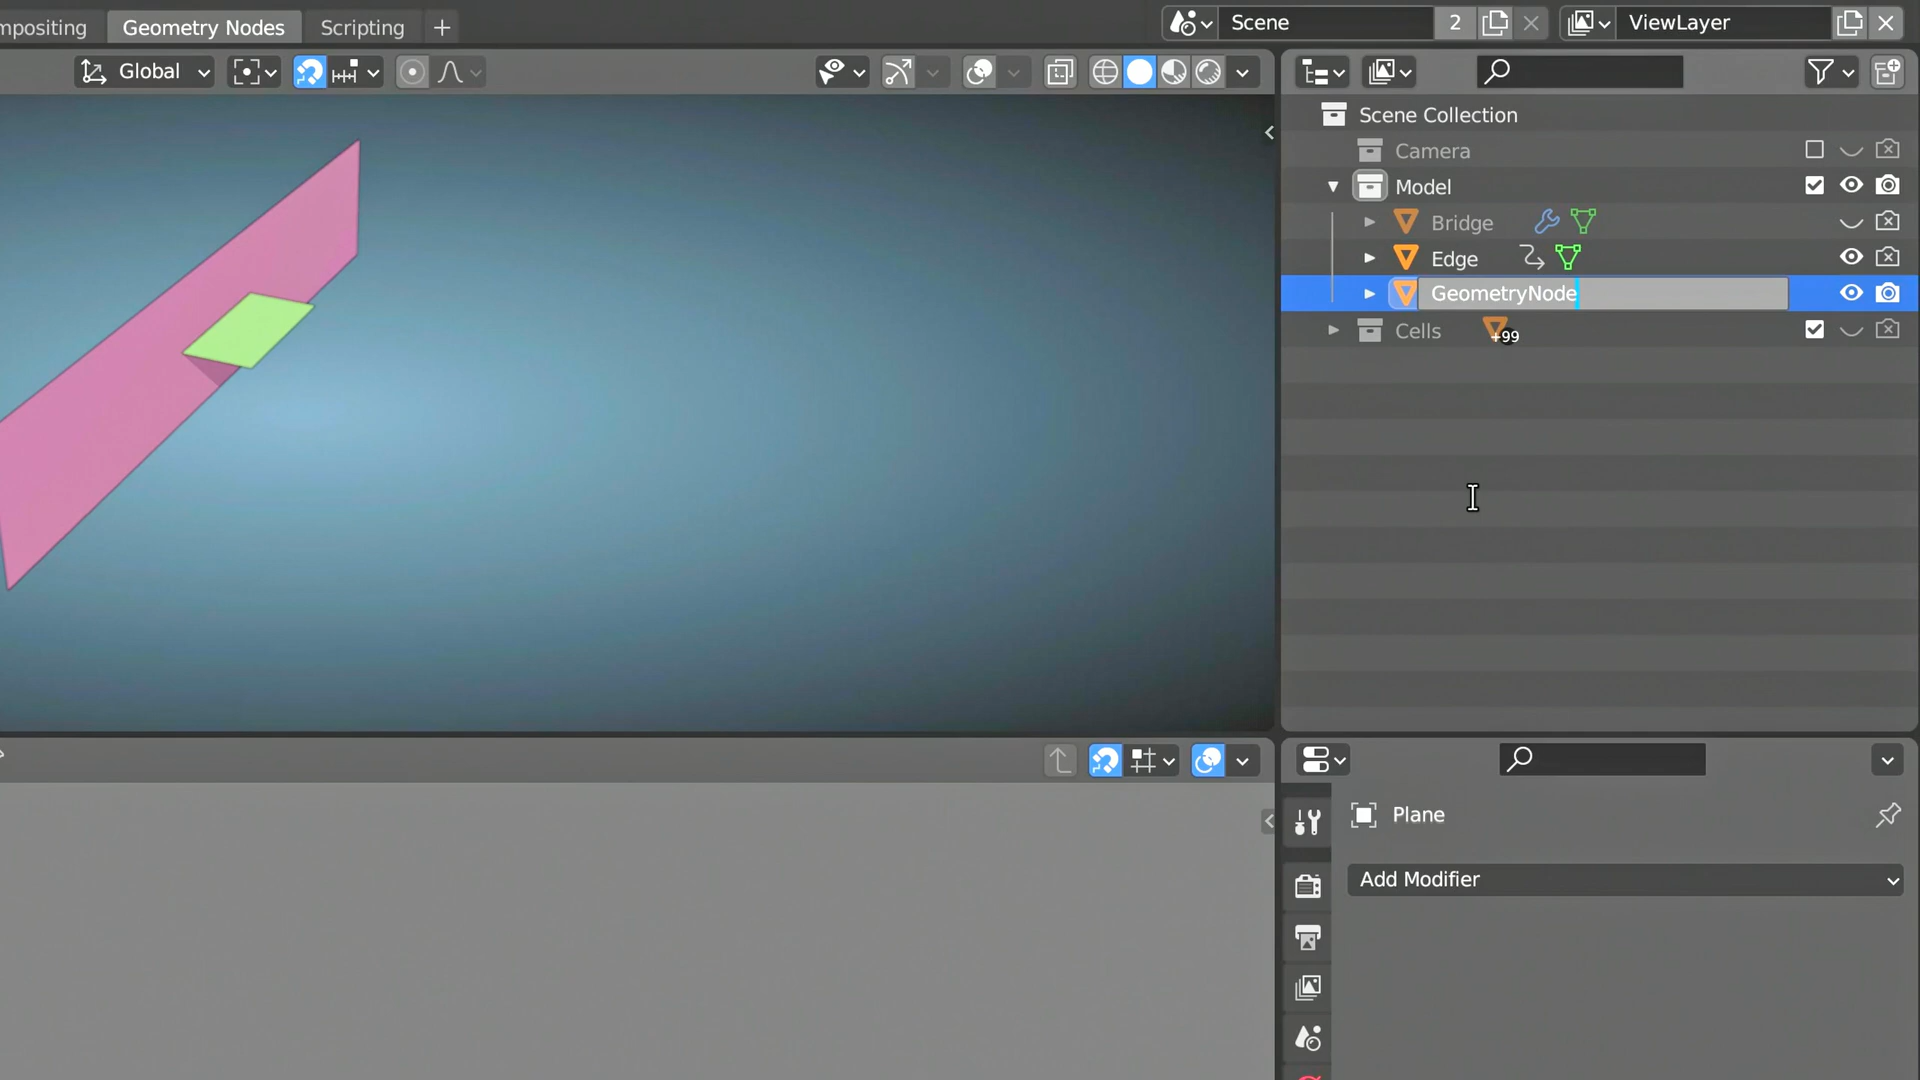 mpositing
Geometry Nodes
Scripting
+
Scene
2
ViewLayer
Global
Scene Collection
Camera
Model
Bridge
Edge
GeometryNode
Cells
+99
Plane
Add Modifier